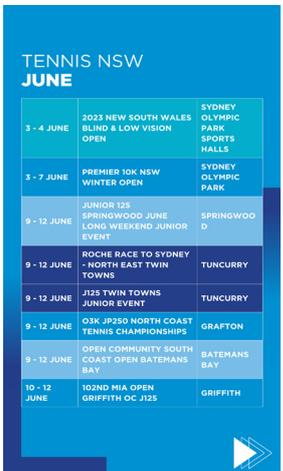 TENNIS NSW
JUNE
3 - 4 JUNE
2023 NEW SOUTH WALES
BLIND & LOW VISION
OPEN
SYDNEY
OLYMPIC
PARK
SPORTS
HALLS
3 - 7 JUNE
PREMIER 10K NSW
WINTER OPEN
SYDNEY
OLYMPIC
PARK
9 - 12 JUNE
JUNIOR 125
SPRINGWOOD JUNE
LONG WEEKEND JUNIOR
EVENT
SPRINGWOO
D
9 - 12 JUNE
ROCHE RACE TO SYDNEY
- NORTH EAST TWIN
TOWNS
TUNCURRY
9 - 12 JUNE
J125 TWIN TOWNS
JUNIOR EVENT
TUNCURRY
9 - 12 JUNE
O3K JP250 NORTH COAST
TENNIS CHAMPIONSHIPS
GRAFTON
9 - 12 JUNE
OPEN COMMUNITY SOUTH
COAST OPEN BATEMANS
BAY
BATEMANS
BAY
10 - 12
JUNE
102ND MIA OPEN
GRIFFITH OC J125
GRIFFITH